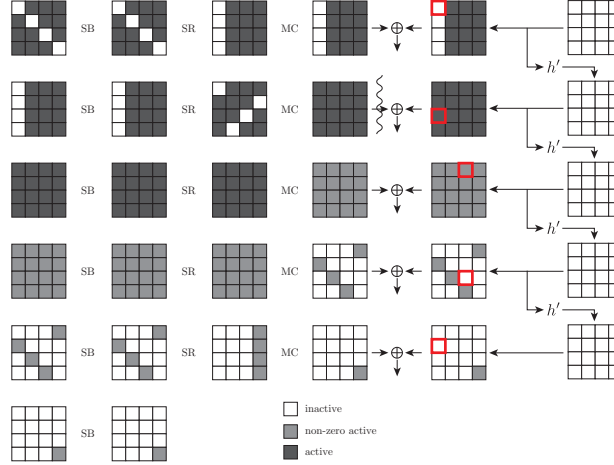 SB SR MC ⊕
h′
SB SR MC ⊕
h′
SB SR MC ⊕
h′
SB SR MC ⊕
h′
SB SR MC ⊕
SB
inactive
non-zero active
active